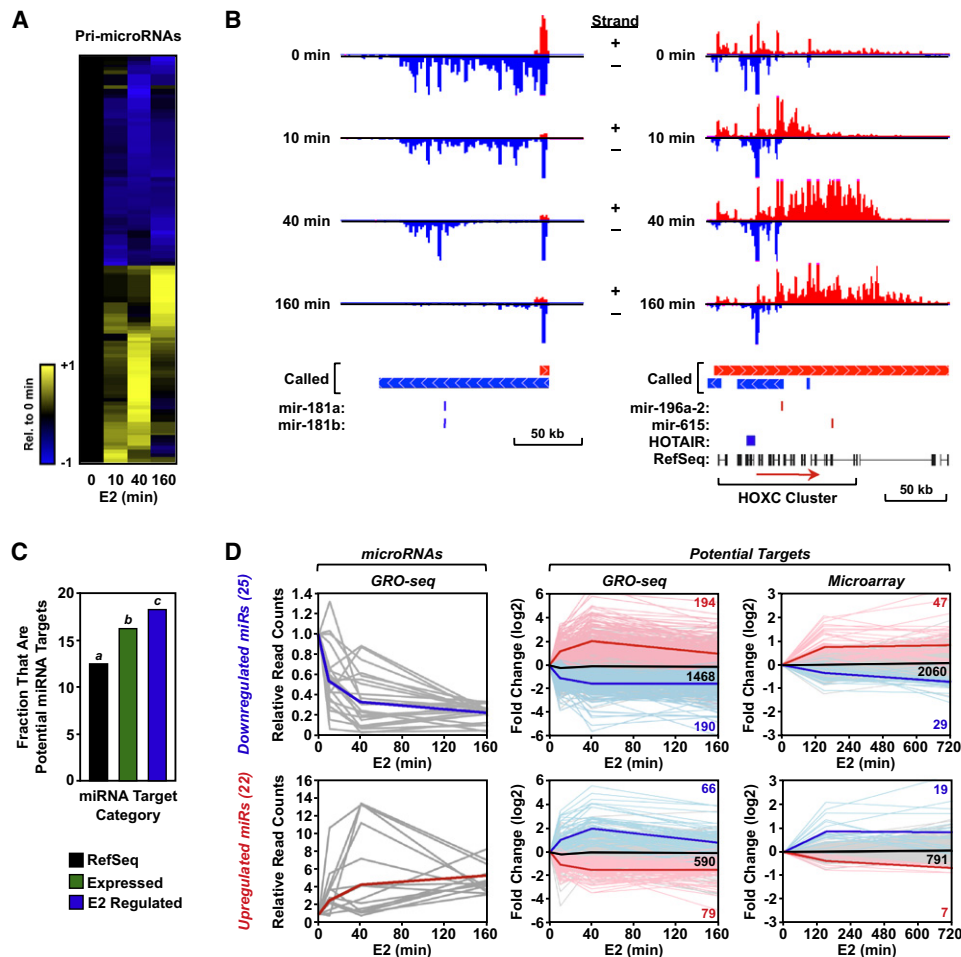 A
Pri-microRNAs
+1
-1
Rel. to 0 min
0 10 40 160
E2 (min)
B
Strand
0 min
+
−
10 min
+
−
40 min
+
−
160 min
+
−
Called
mir-181a:
mir-181b:
50 kb
Called
mir-196a-2:
mir-615:
HOTAIR:
RefSeq:
HOXC Cluster
50 kb
0 min
10 min
40 min
160 min
C
Fraction That Are
Potential miRNA Targets
20
15
10
5
0
a
b
c
miRNA Target
Category
RefSeq
Expressed
E2 Regulated
D
microRNAs
Potential Targets
GRO-seq
GRO-seq
Microarray
Downregulated miRs (25)
Relative Read Counts
1.4
1.2
1.0
0.8
0.6
0.4
0.2
0
0 40 80 120 160
E2 (min)
Fold Change (log2)
6
4
2
0
-2
-4
-6
194
1468
190
0 40 80 120 160
E2 (min)
Fold Change (log2)
3
2
1
0
-1
-2
-3
47
2060
29
0 120 240 360 480 600 720
E2 (min)
Upregulated miRs (22)
Relative Read Counts
16
14
12
10
8
6
4
2
0
0 40 80 120 160
E2 (min)
Fold Change (log2)
6
4
2
0
-2
-4
-6
66
590
79
0 40 80 120 160
E2 (min)
Fold Change (log2)
3
2
1
0
-1
-2
-3
19
791
7
0 120 240 360 480 600 720
E2 (min)